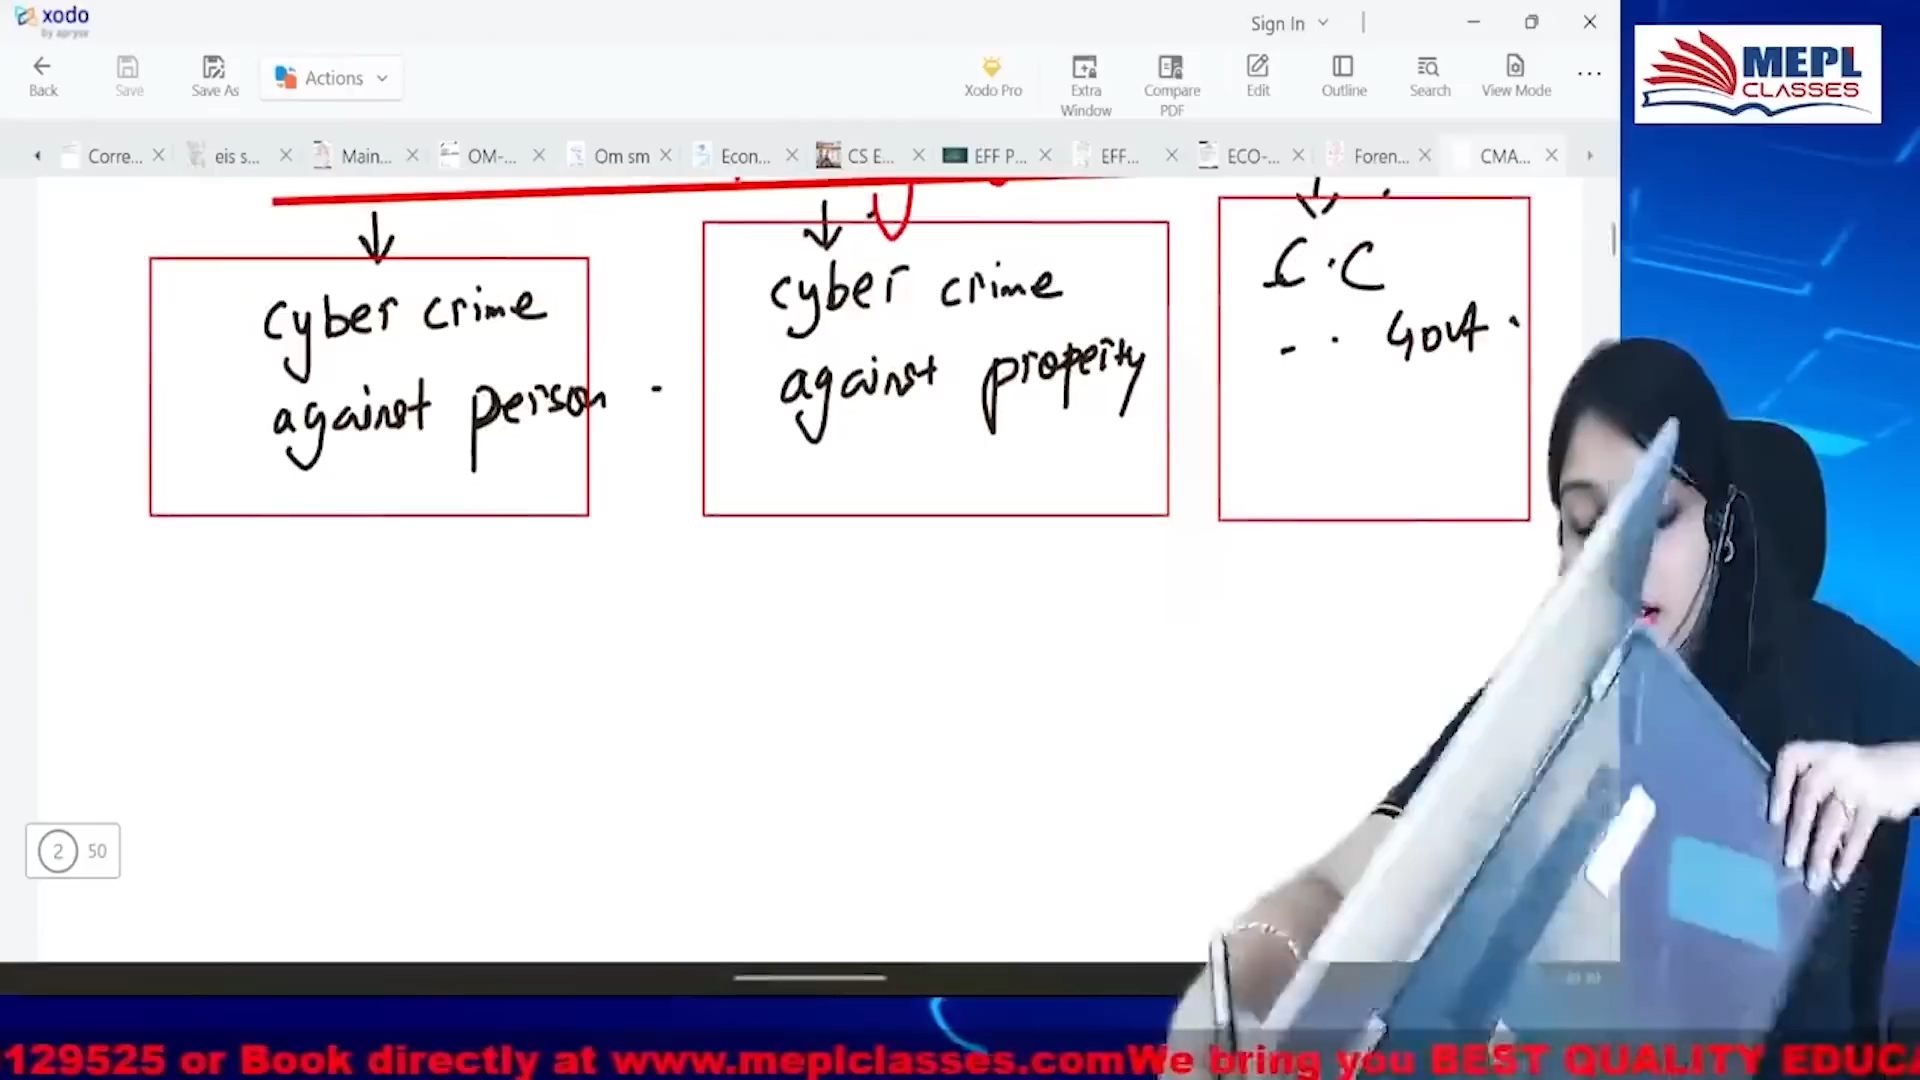 xodo
by apryse
Sign In
Back
Save
Save As
Actions
Xodo Pro
Extra Window
Compare PDF
Edit
Outline
Search
View Mode
MEPL
CLASSES
Corre...
eis s...
Main...
OM-...
Om sm
Econ...
CS E...
EFF P...
EFF...
ECO-...
Foren...
CMA...
cyber crime
against person
cyber crime
against property
C.C
-- Govt.
2 50
129525 or Book directly at www.meplclasses.comWe bring you BEST QUALITY EDUCA